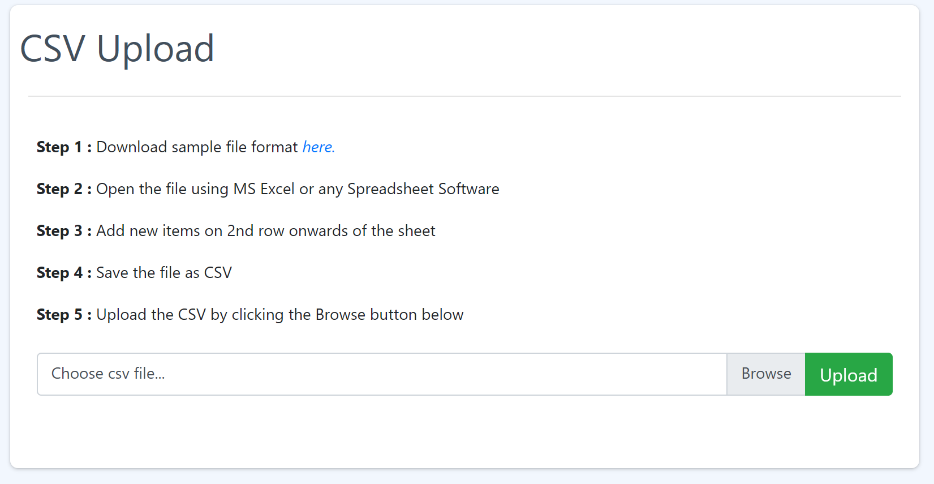 CSV Upload
Step 1 : Download sample file format here.
Step 2 : Open the file using MS Excel or any Spreadsheet Software
Step 3 : Add new items on 2nd row onwards of the sheet
Step 4 : Save the file as CSV
Step 5 : Upload the CSV by clicking the Browse button below
Choose csv file... Browse Upload